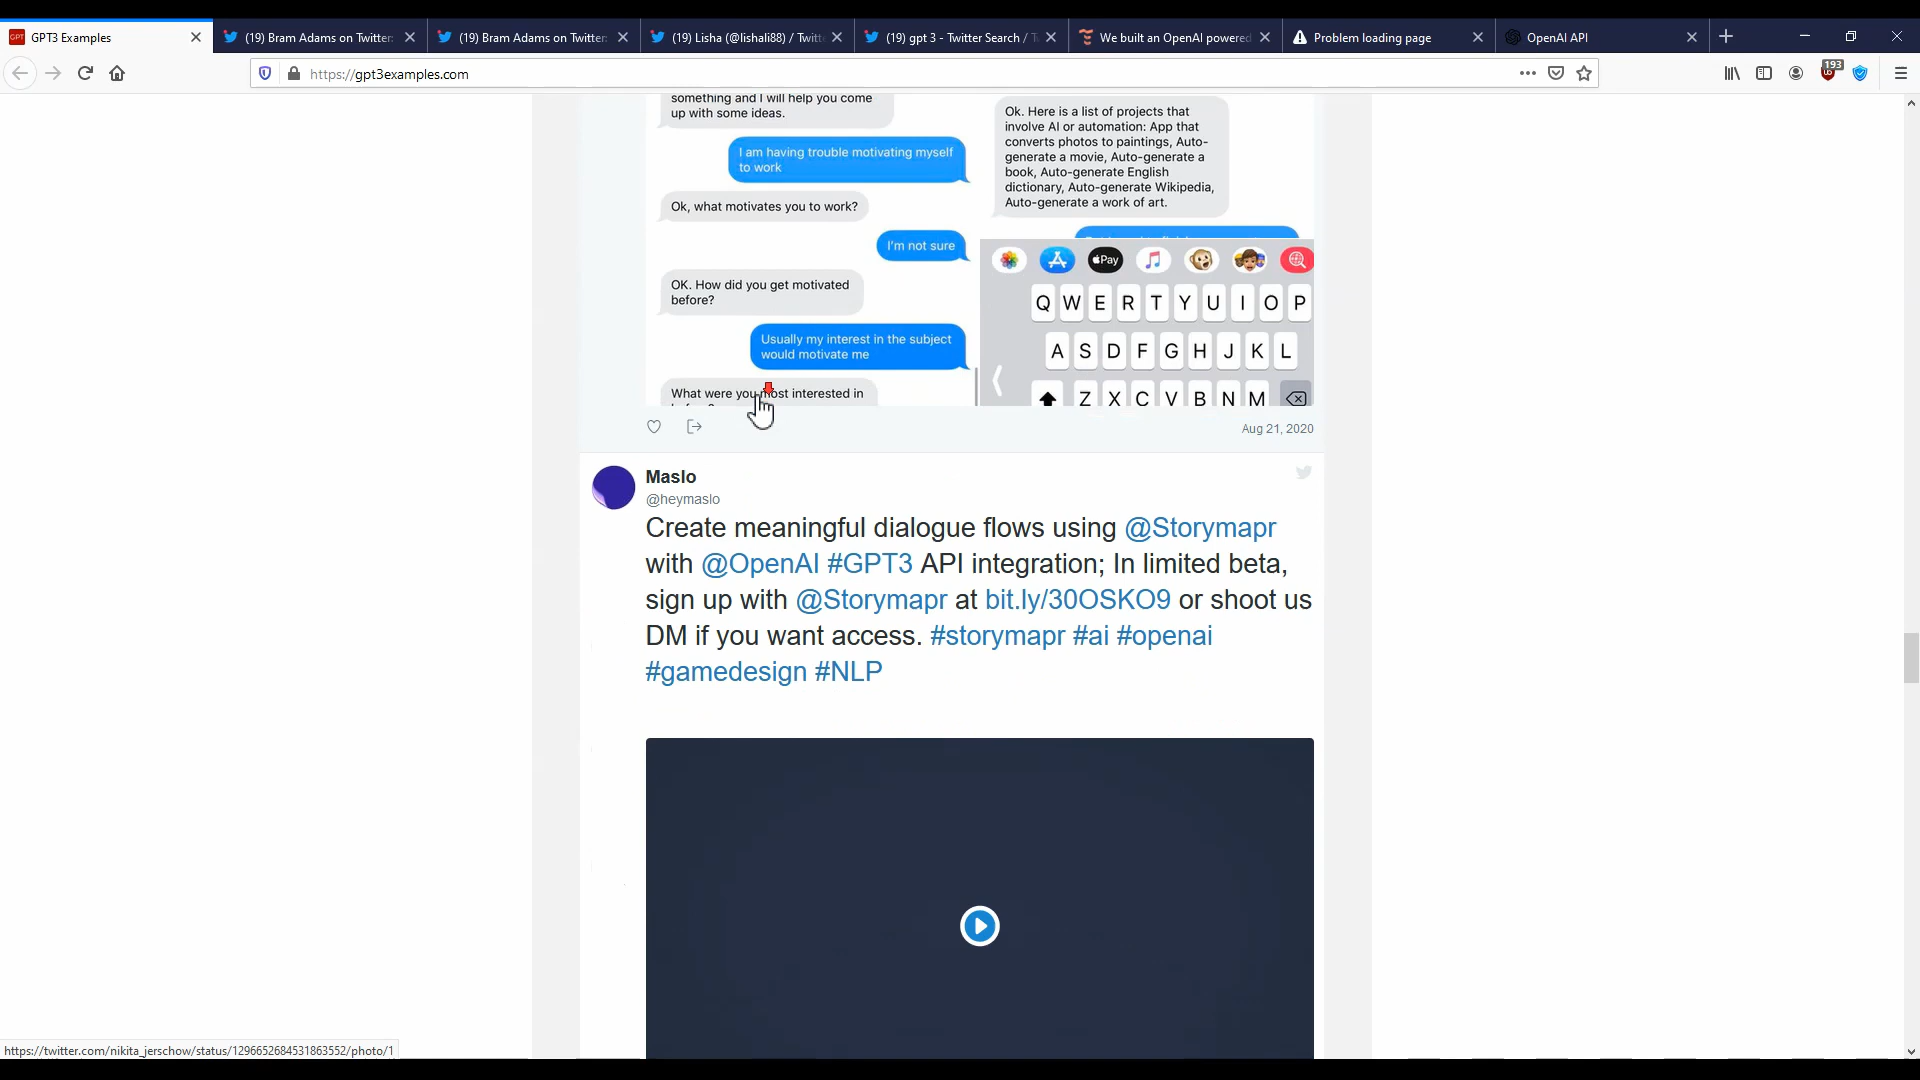 GPT3 Examples
(19) Bram Adams on Twitter:
(19) Bram Adams on Twitter:
(19) Lisha (@lishali88) / Twitt
(19) gpt 3 - Twitter Search / T
We built an OpenAI powered
Problem loading page
OpenAI API
https://gpt3examples.com
193
something and I will help you come
up with some ideas.
I am having trouble motivating myself
to work
Ok, what motivates you to work?
I'm not sure
OK. How did you get motivated
before?
Usually my interest in the subject
would motivate me
What were you most interested in
Ok. Here is a list of projects that
involve AI or automation: App that
converts photos to paintings, Auto-
generate a movie, Auto-generate a
book, Auto-generate English
dictionary, Auto-generate Wikipedia,
Auto-generate a work of art.
Pay
Q W E R T Y U I O P
A S D F G H J K L
Z X C V B N M
Aug 21, 2020
Maslo
@heymaslo
Create meaningful dialogue flows using @Storymapr
with @OpenAI #GPT3 API integration; In limited beta,
sign up with @Storymapr at bit.ly/30OSKO9 or shoot us
DM if you want access. #storymapr #ai #openai
#gamedesign #NLP
https://twitter.com/nikita_jerschow/status/1296652684531863552/photo/1